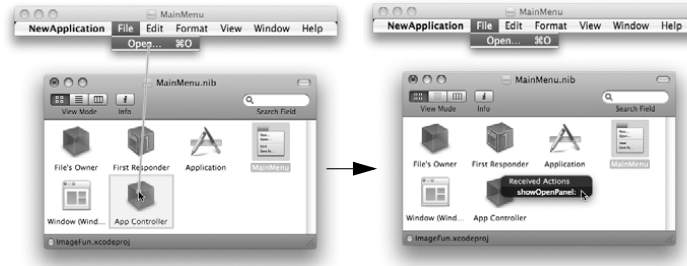 MainMenu
NewApplication File Edit Format View Window Help
Open... ⌘O
MainMenu.nib
View Mode Info Search Field
File's Owner First Responder Application MainMenu
Window (Wind... App Controller
ImageFun.xcodeproj
MainMenu
NewApplication File Edit Format View Window Help
Open... ⌘O
MainMenu.nib
View Mode Info Search Field
File's Owner First Responder Application MainMenu
Received Actions
showOpenPanel:
Window (Wind... App Controller
ImageFun.xcodeproj